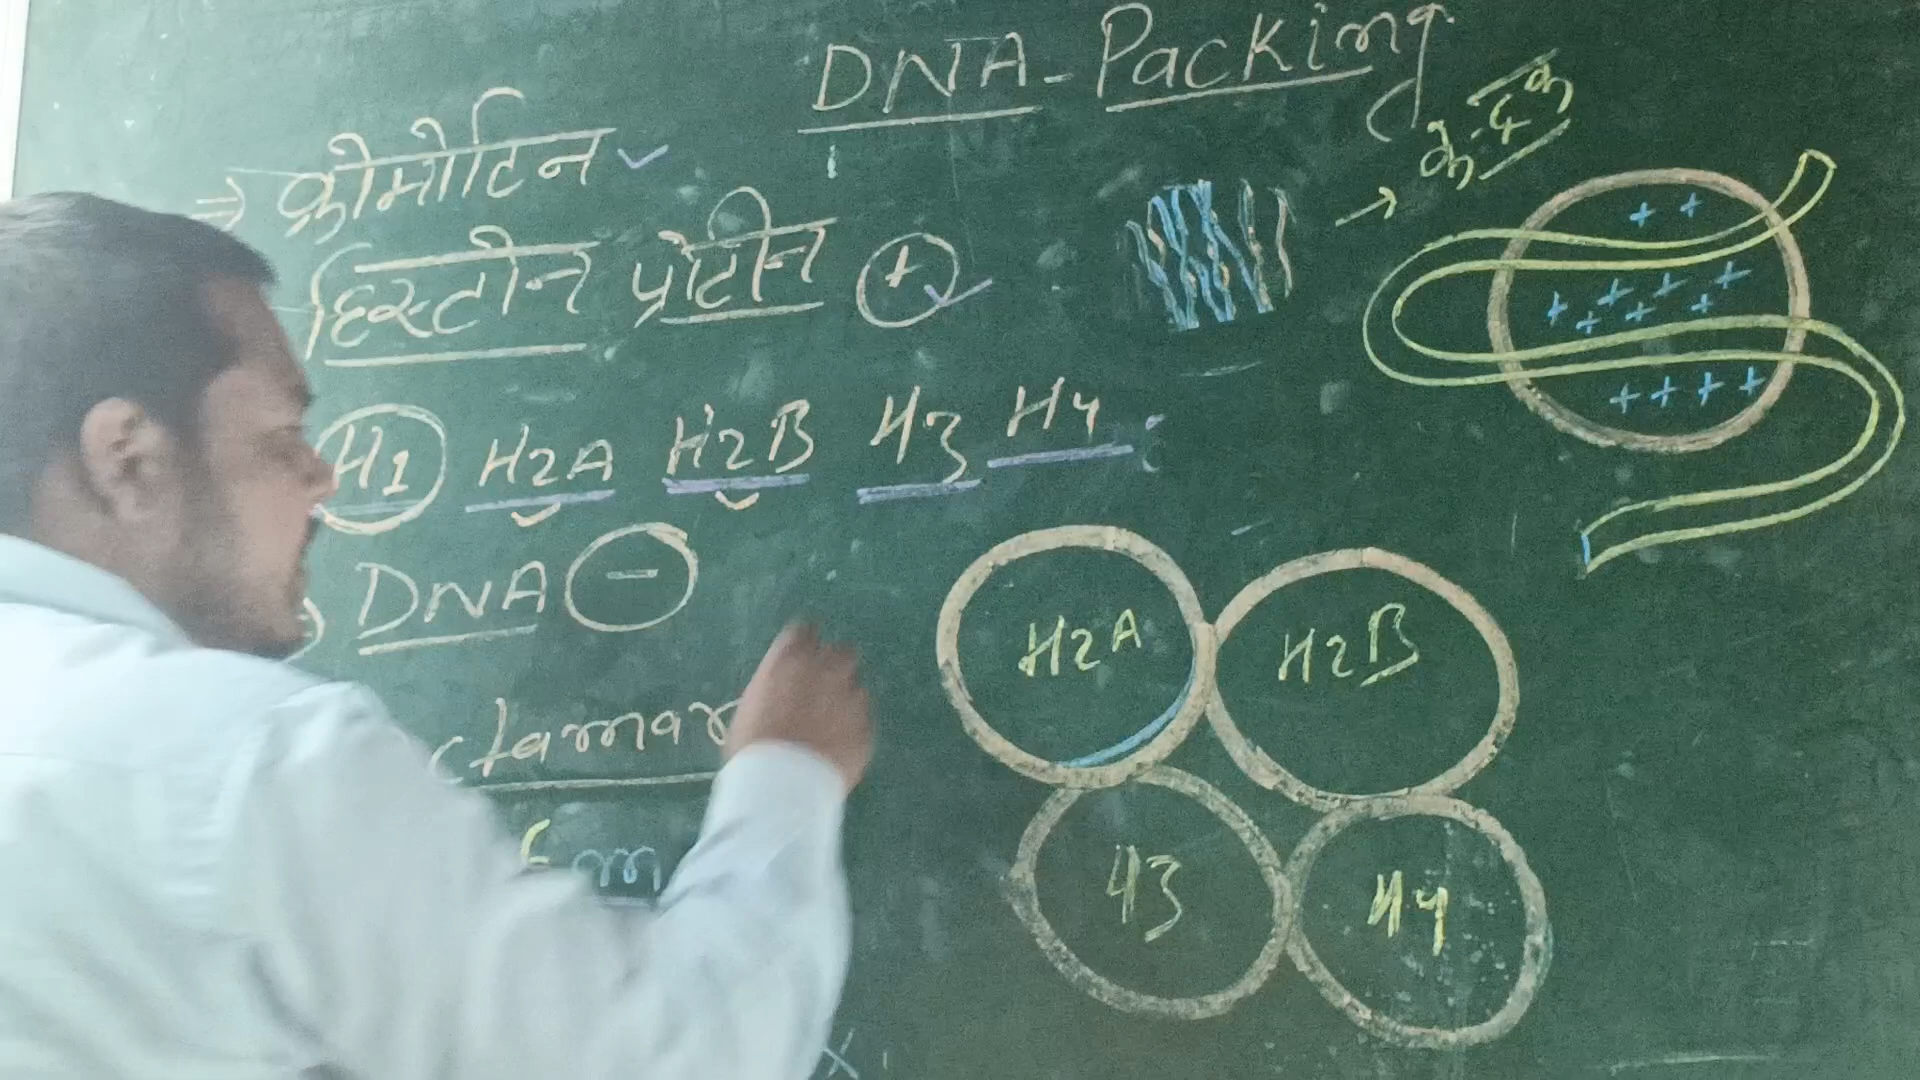 DNA-Packing
⇒ क्रोमोटिन
हिस्टोन प्रोटीन +
के-द्रक
H1 H2A H2B H3 H4
DNA -
H2A H2B
H3 H4